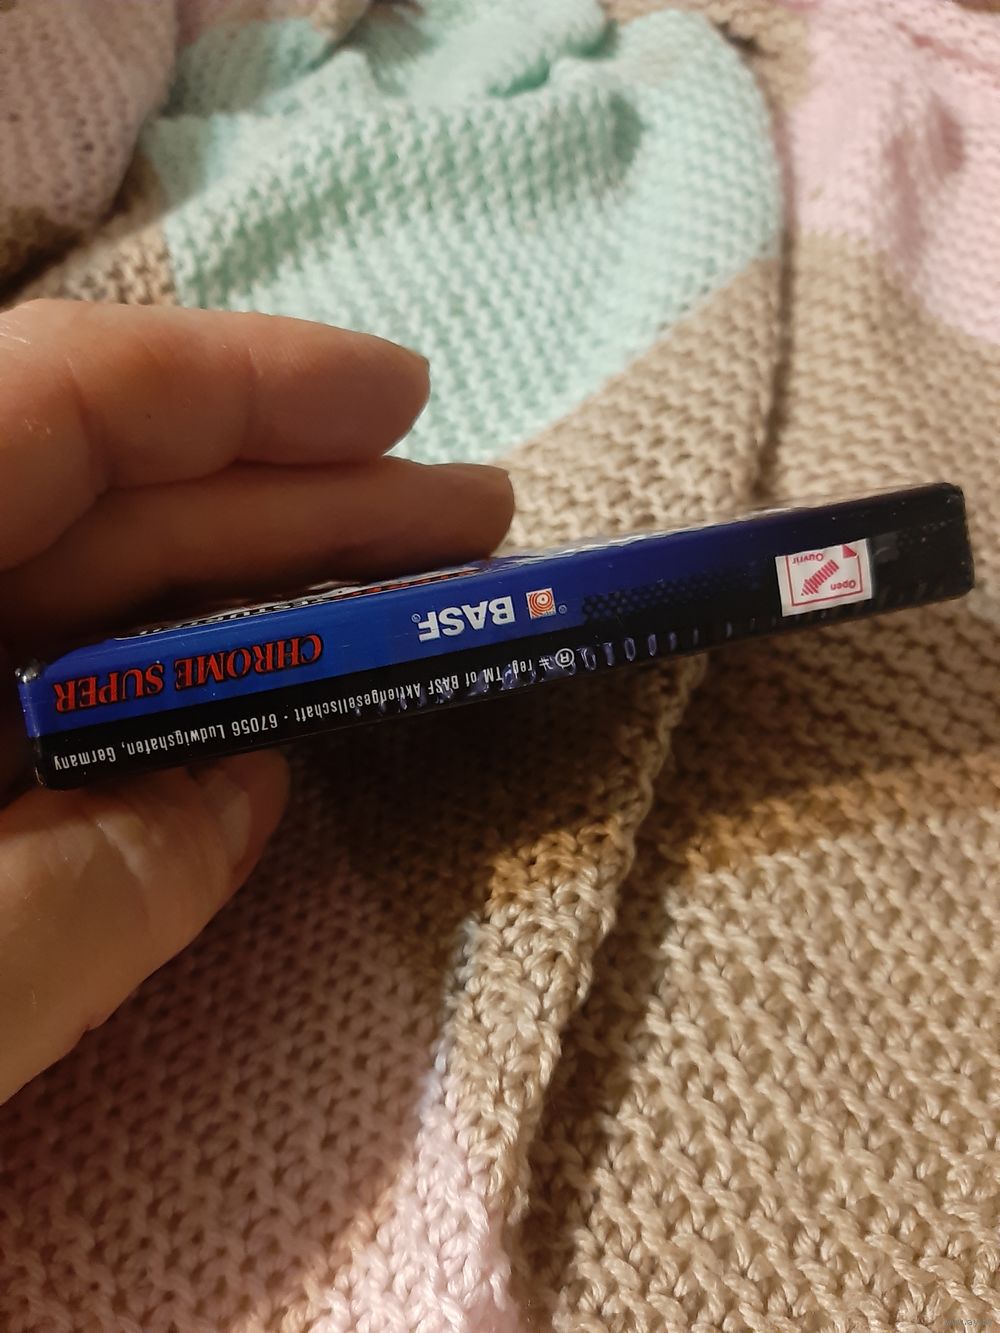 Open
Ouvrir
BASF®
CHROME SUPER
® = reg. TM of BASF Aktiengesellschaft · 67056 Ludwigshafen, Germany